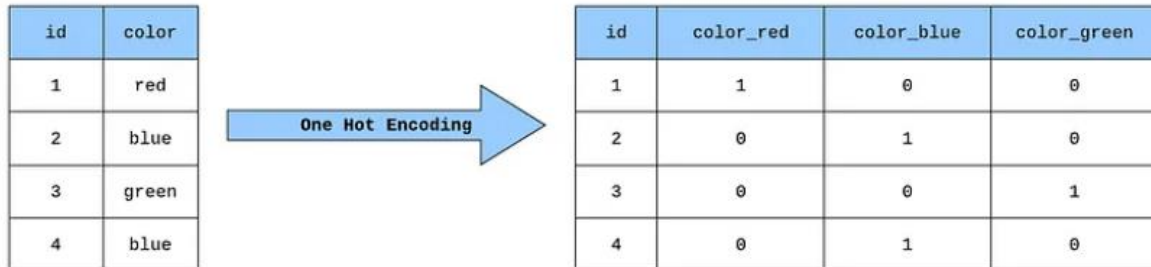 id color
1 red
2 blue
3 green
4 blue
One Hot Encoding
id color_red color_blue color_green
1 1 0 0
2 0 1 0
3 0 0 1
4 0 1 0